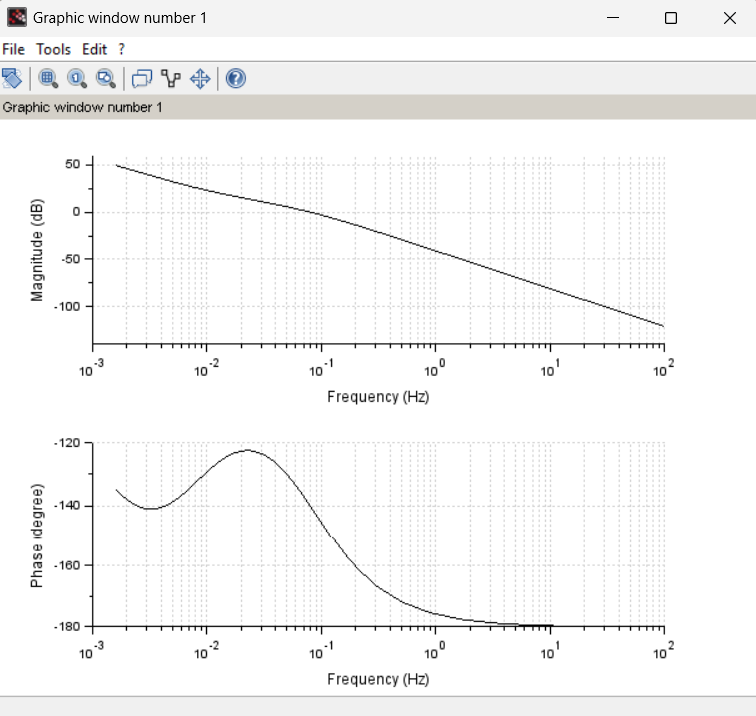 Graphic window number 1
File Tools Edit ?
Graphic window number 1
Magnitude (dB)
50
0
-50
-100
10^-3 10^-2 10^-1 10^0 10^1 10^2
Frequency (Hz)
Phase (degree)
-120
-140
-160
-180
10^-3 10^-2 10^-1 10^0 10^1 10^2
Frequency (Hz)